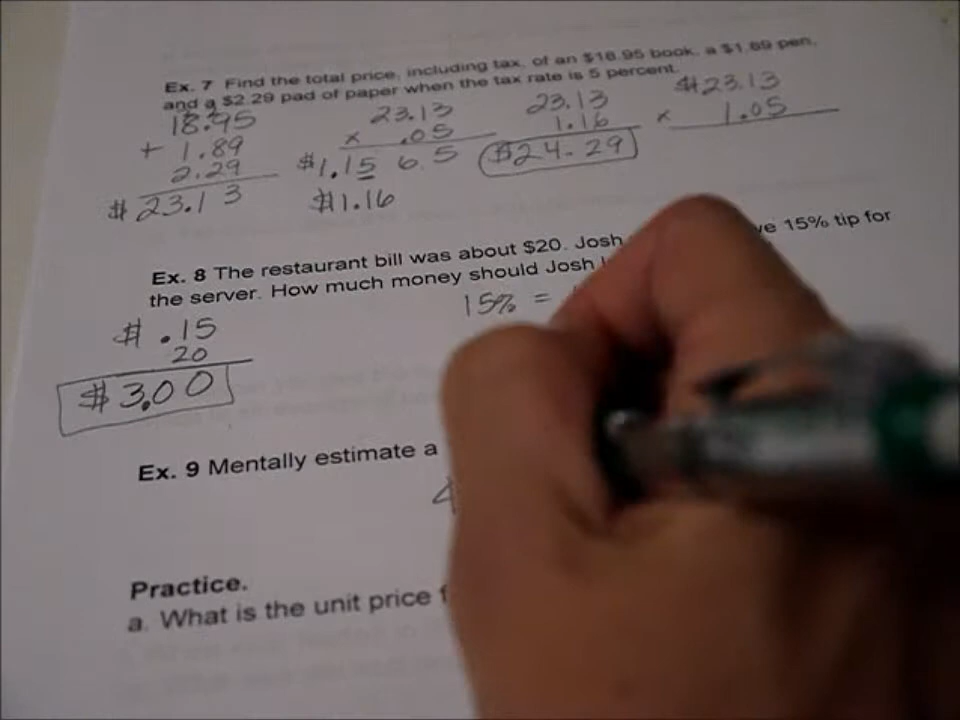 Ex. 7 Find the total price, including tax, of an $18.95 book, a $1.89 pen,
and a $2.29 pad of paper when the tax rate is 5 percent.
18.95
+ 1.89
2.29
$23.13
23.13
× .05
$1.15 6 5
$1.16
23.13
1.16
$24.29
$23.13
× 1.05
Ex. 8 The restaurant bill was about $20. Josh 15% tip for
the server. How much money should Josh
15% =
$ .15
20
$3.00
Ex. 9 Mentally estimate a
4
Practice.
a. What is the unit price